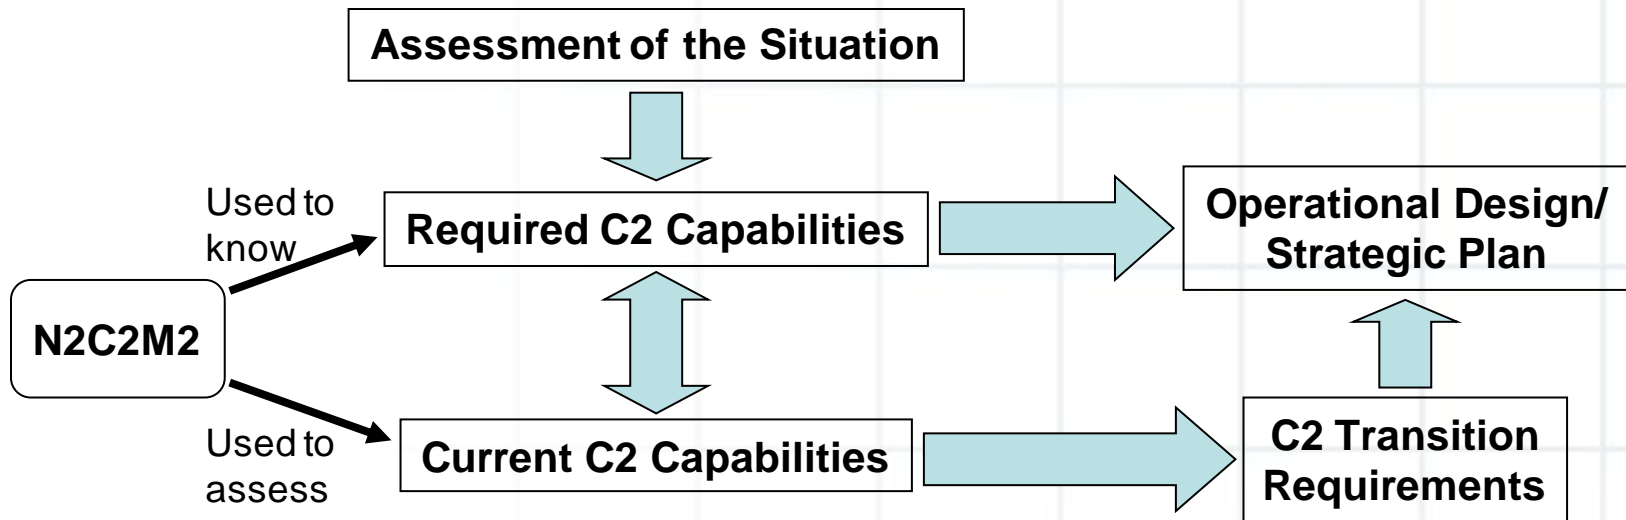 Assessment of the Situation
Used to
know
Required C2 Capabilities
Operational Design/
Strategic Plan
N2C2M2
Used to
assess
Current C2 Capabilities
C2 Transition
Requirements